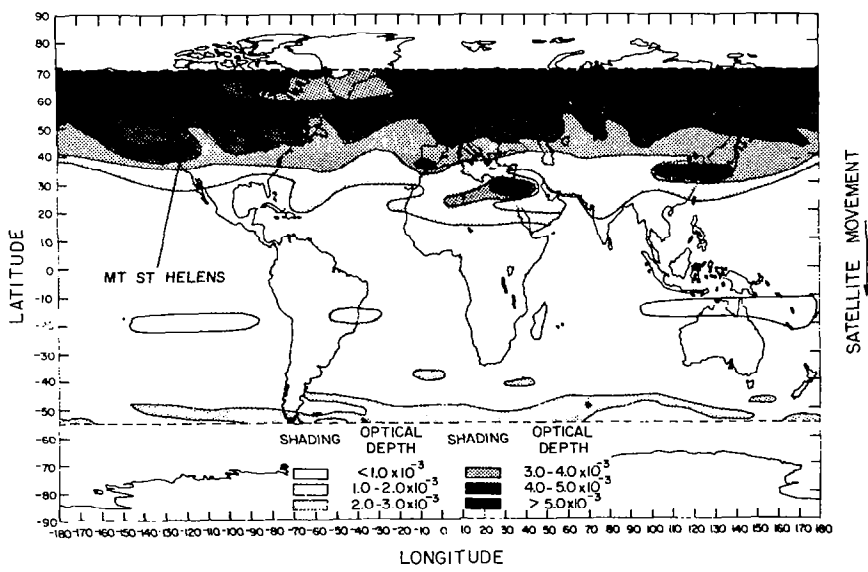 90
80
70
60
50
40
30
20
10
0
-10
-20
-30
-40
-50
-60
-70
-80
-90
LATITUDE
MT ST HELENS
SATELLITE MOVEMENT
SHADING OPTICAL DEPTH SHADING OPTICAL DEPTH
<1.0x10⁻³ 3.0-4.0x10⁻³
1.0-2.0x10⁻³ 4.0-5.0x10⁻³
2.0-3.0x10⁻³ >5.0x10⁻³
-180 -170 -160 -150 -140 -130 -120 -110 -100 -90 -80 -70 -60 -50 -40 -30 -20 -10 0 10 20 30 40 50 60 70 80 90 100 110 120 130 140 150 160 170 180
LONGITUDE